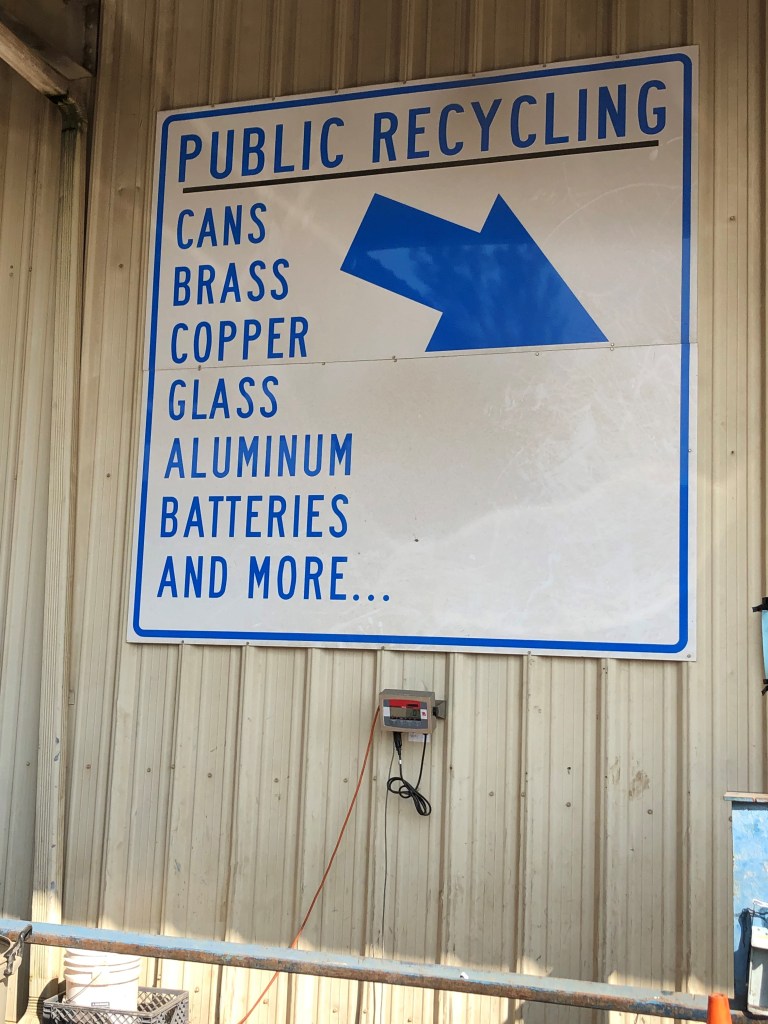 PUBLIC RECYCLING
CANS
BRASS
COPPER
GLASS
ALUMINUM
BATTERIES
AND MORE...